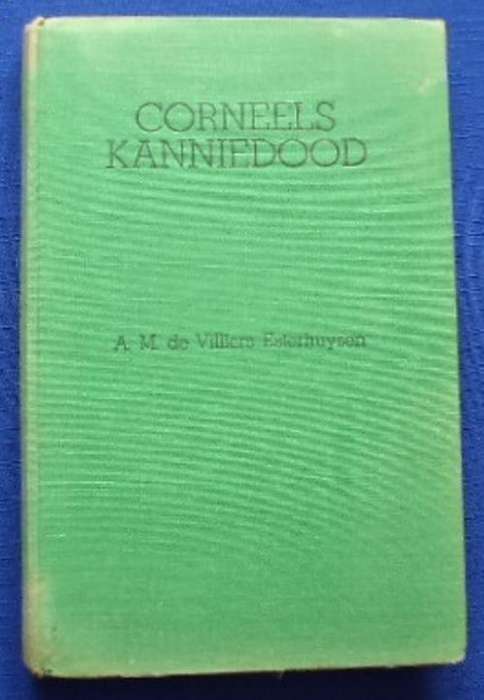 CORNEELS
KANNIEDOOD
A. M. de Villiers Esterhuysen